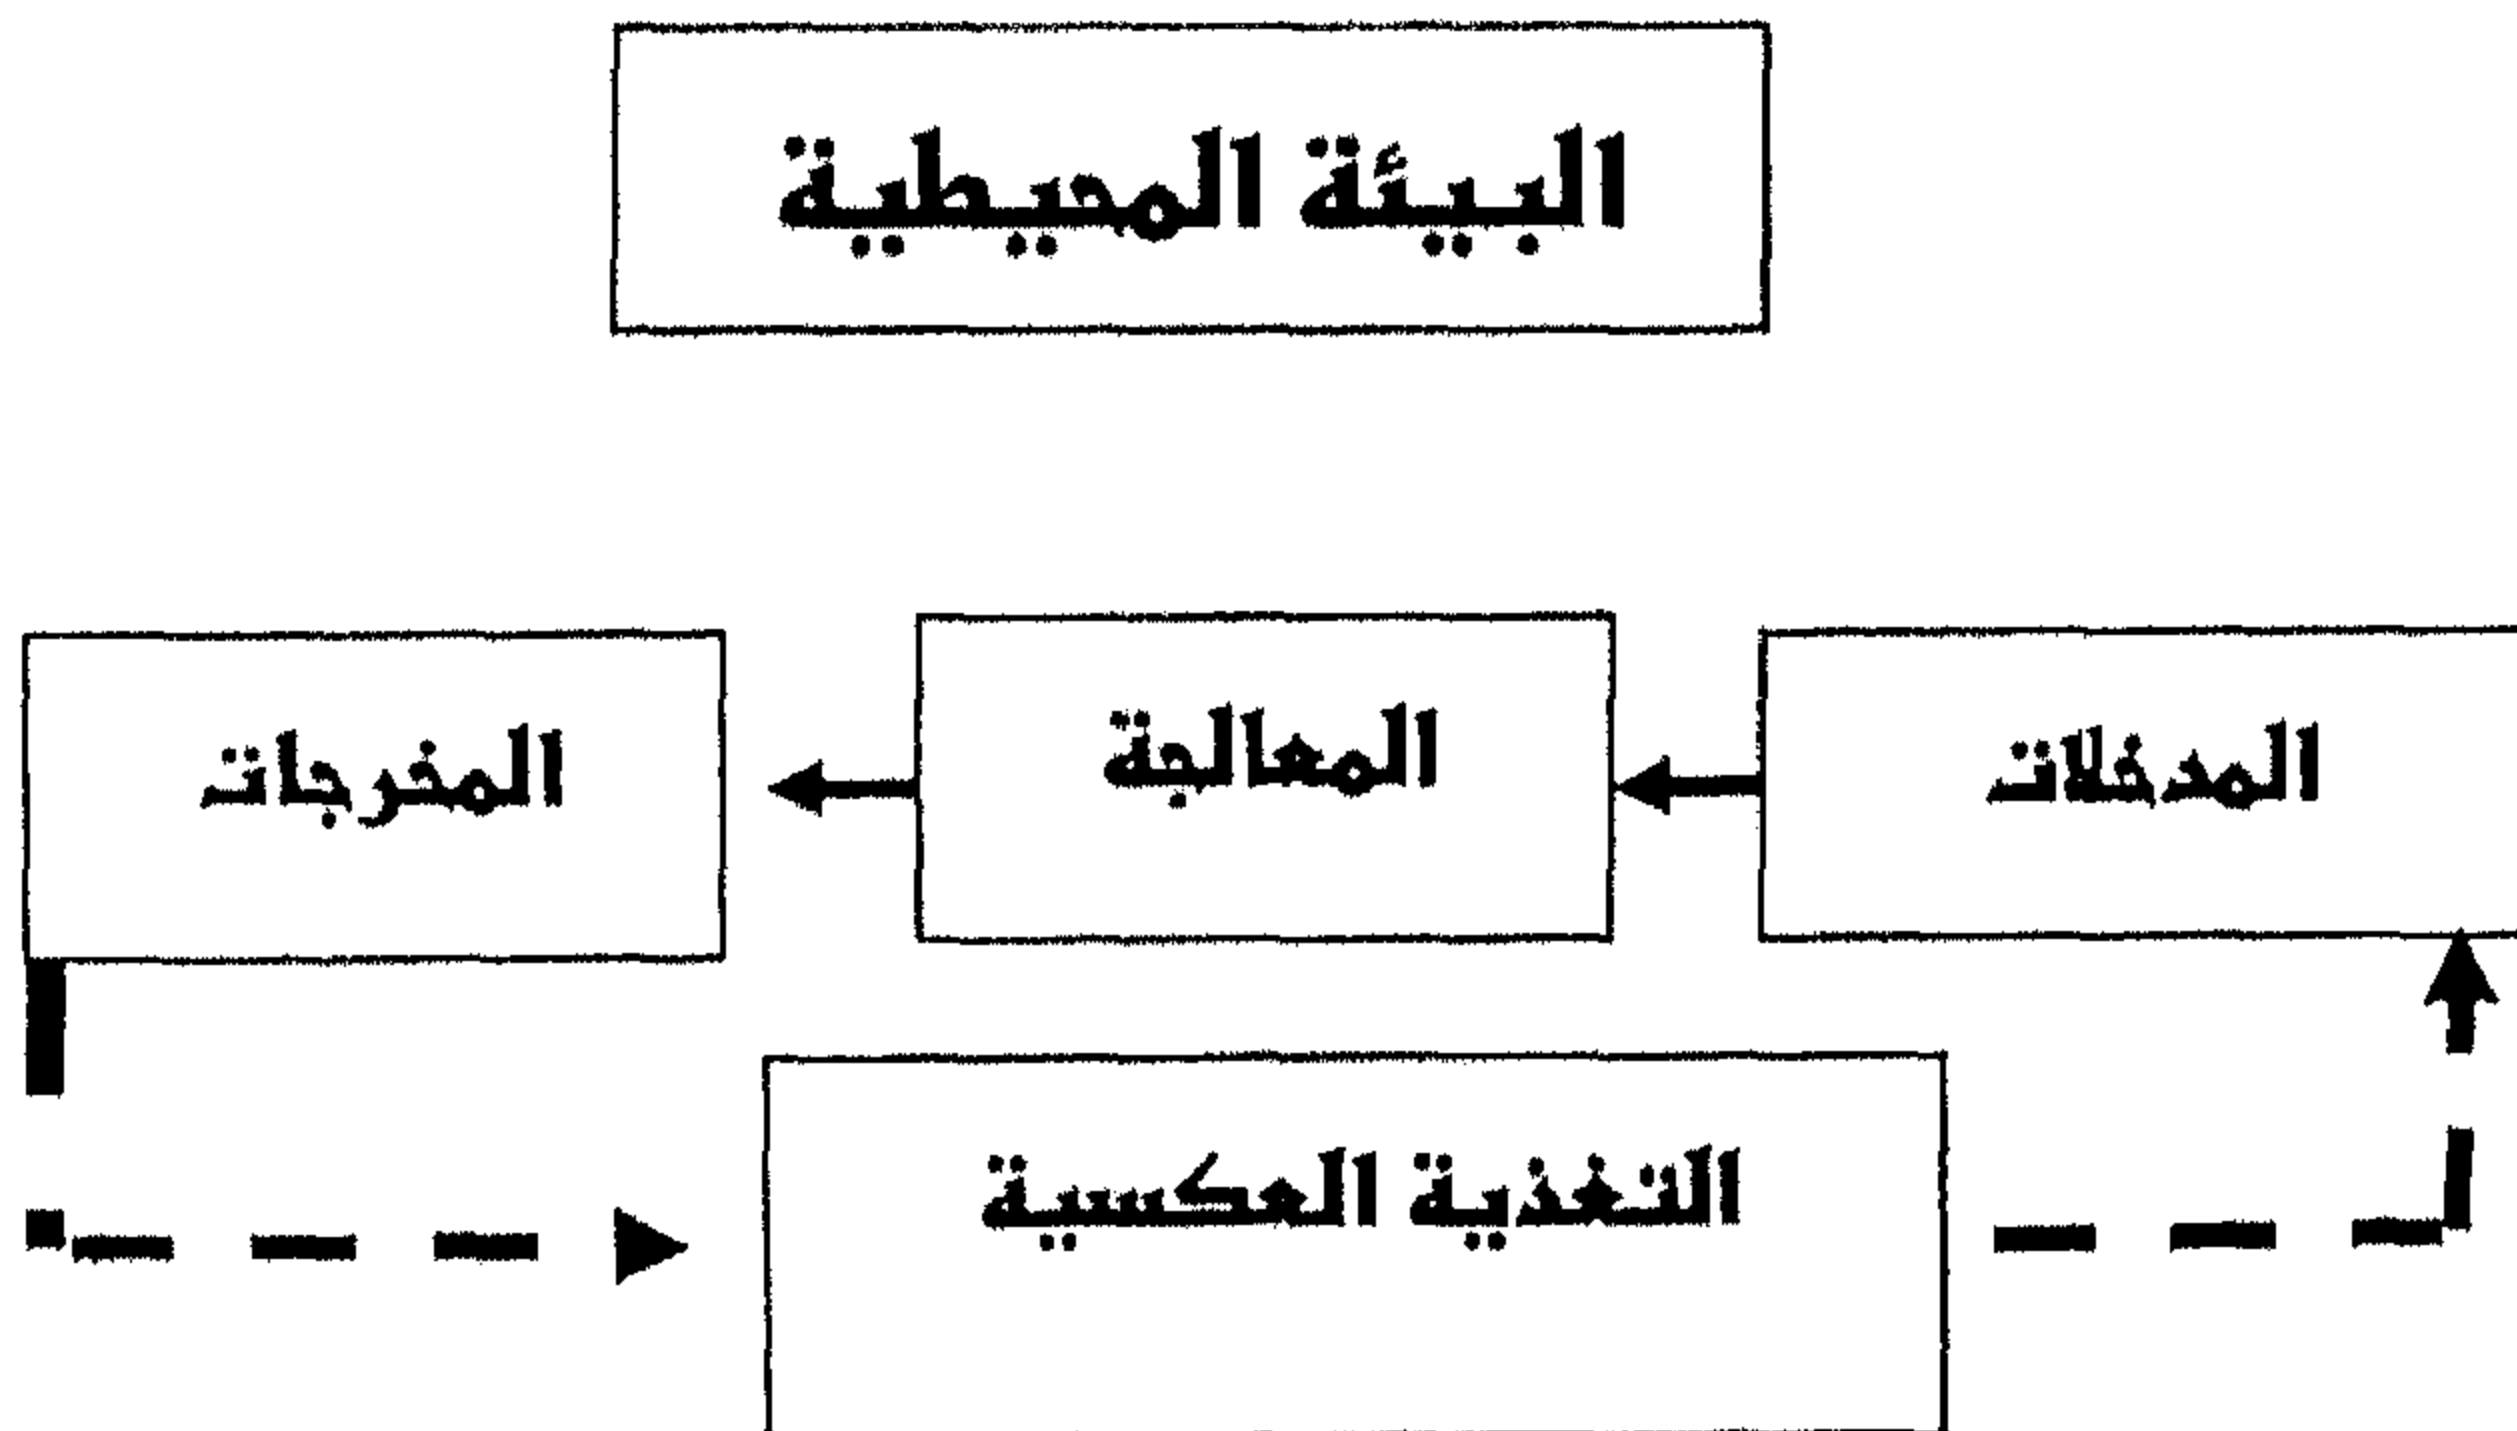 البيئة المحيطية
المدخلات
المعالجة
المخرجات
التغذية العكسية